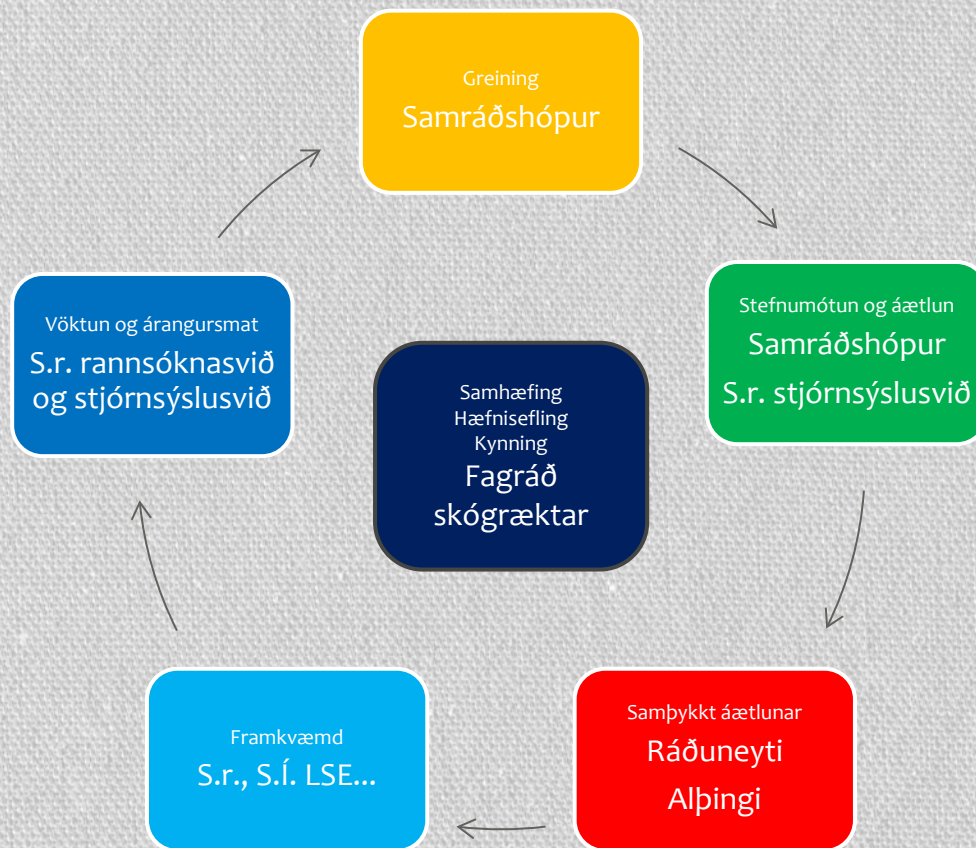 Greining
Samráðshópur
Stefnumótun og áætlun
Samráðshópur
S.r. stjórnsýslusvið
Vöktun og árangursmat
S.r. rannsóknasvið
og stjórnsýslusvið
Samhæfing
Hæfnisefling
Kynning
Fagráð
skógræktar
Samþykkt áætlunar
Ráðuneyti
Alþingi
Framkvæmd
S.r., S.Í. LSE...